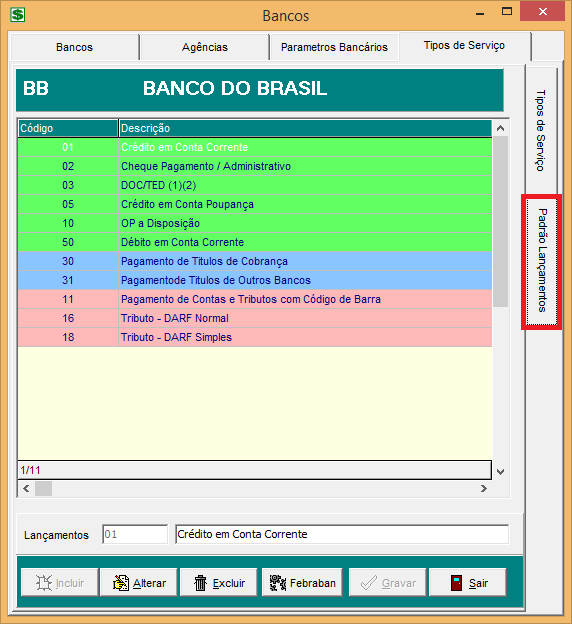 Bancos
Bancos Agências Parametros Bancários Tipos de Serviço
BB BANCO DO BRASIL
Código Descrição
01 Crédito em Conta Corrente
02 Cheque Pagamento / Administrativo
03 DOC/TED (1)(2)
05 Crédito em Conta Poupança
10 OP a Disposição
50 Débito em Conta Corrente
30 Pagamento de Titulos de Cobrança
31 Pagamentode Titulos de Outros Bancos
11 Pagamento de Contas e Tributos com Código de Barra
16 Tributo - DARF Normal
18 Tributo - DARF Simples
1/11
Tipos de Serviço
Padrão Lançamentos
Lançamentos 01 Crédito em Conta Corrente
Incluir Alterar Excluir Febraban Gravar Sair